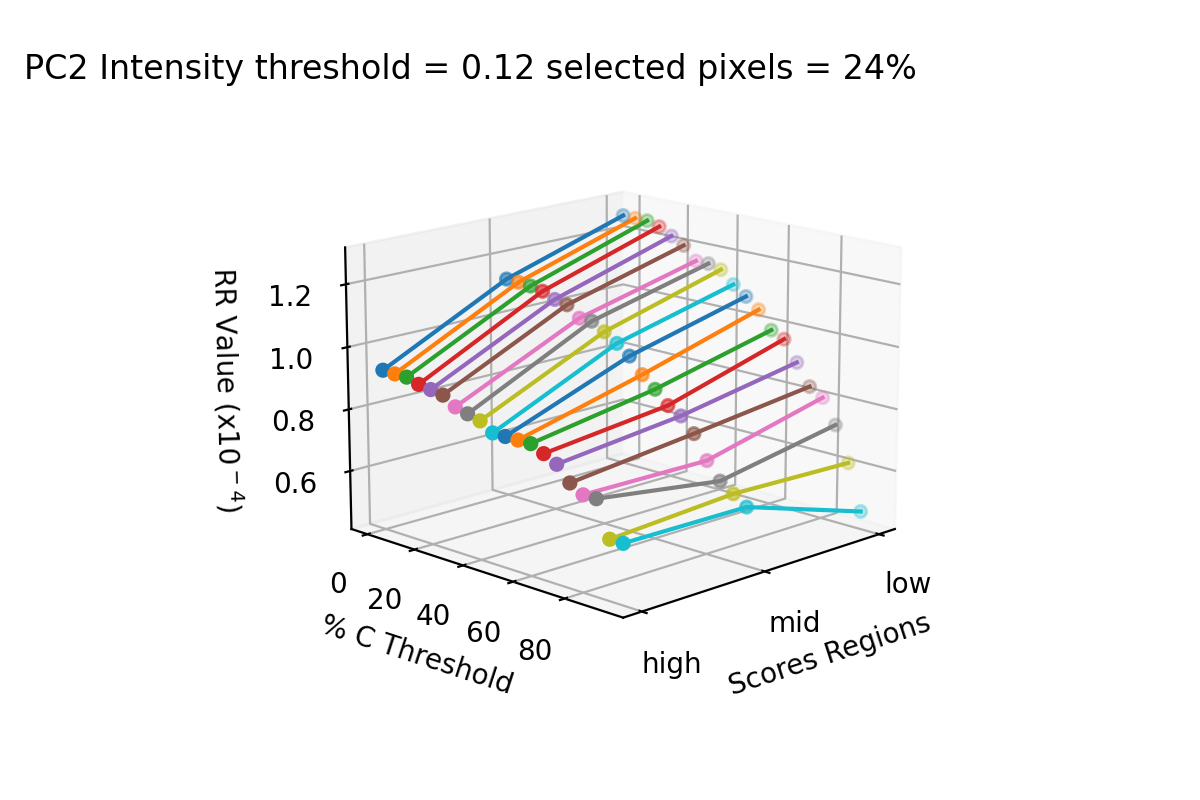 PC2 Intensity threshold = 0.12 selected pixels = 24%
RR Value (x10⁻⁴)
1.2
1.0
0.8
0.6
0
20
40
60
80
% C Threshold
high
mid
low
Scores Regions